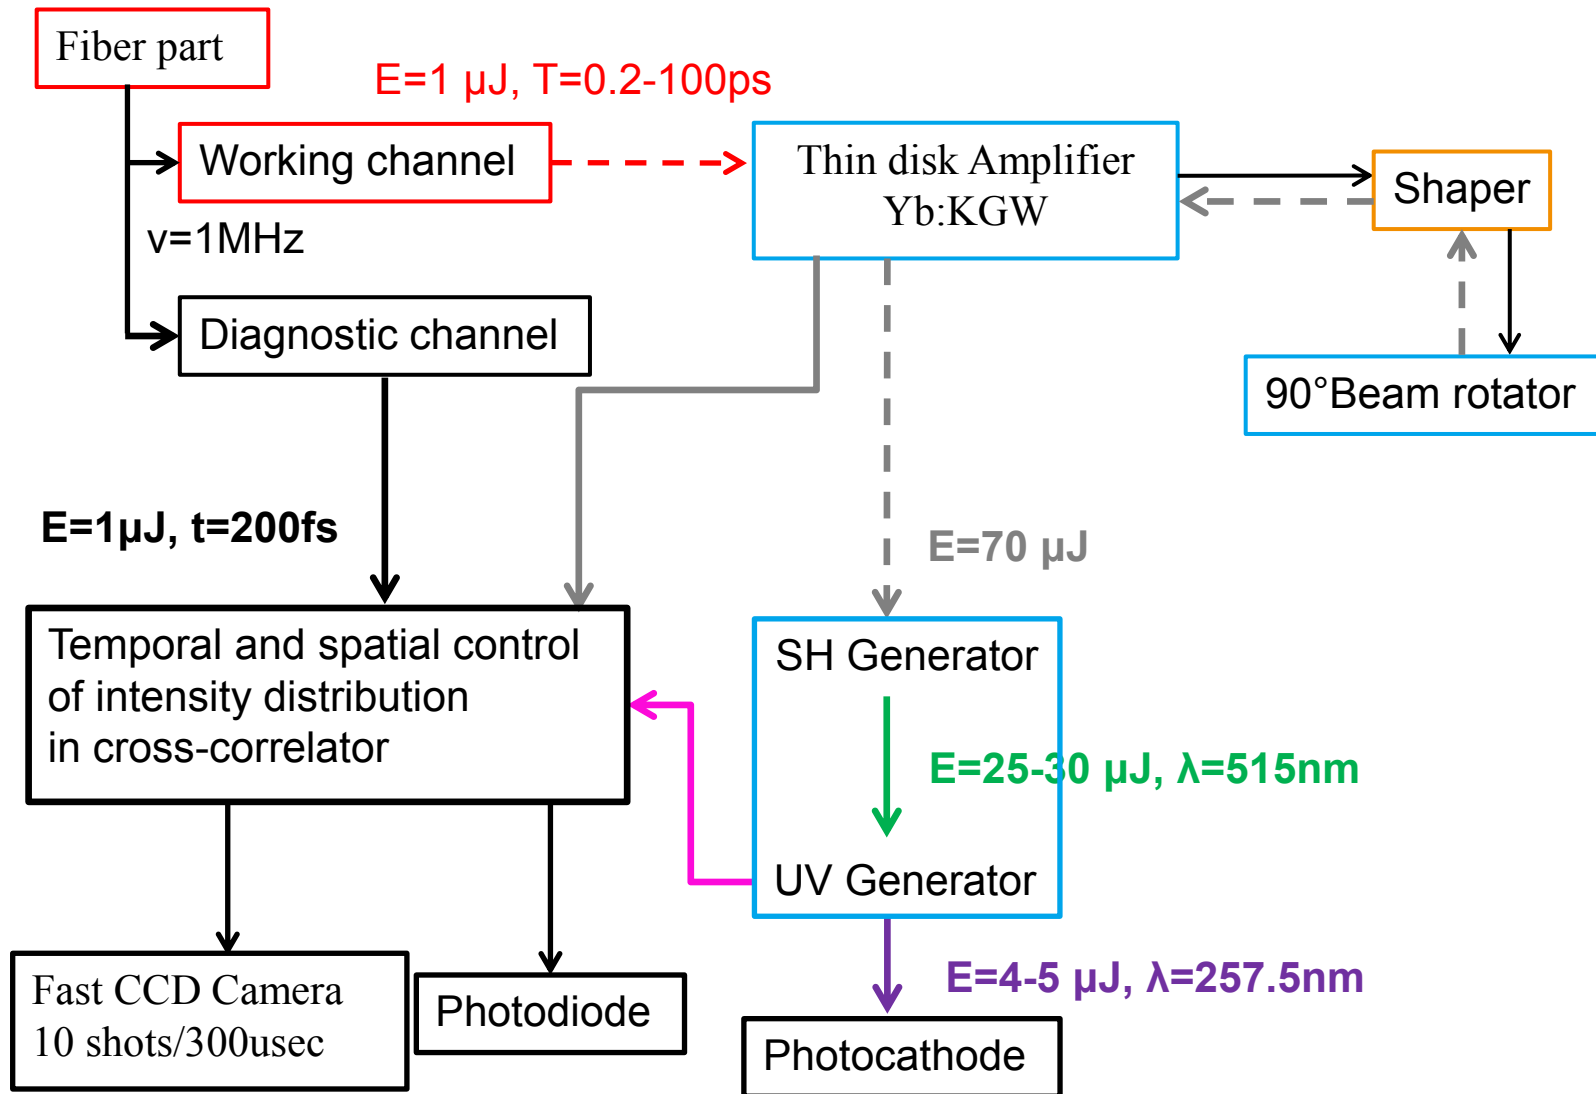 Fiber part
E=1 µJ, T=0.2-100ps
Working channel
Thin disk Amplifier
Yb:KGW
Shaper
ν=1MHz
Diagnostic channel
90°Beam rotator
E=1µJ, t=200fs
E=70 µJ
Temporal and spatial control
of intensity distribution
in cross-correlator
SH Generator
E=25-30 µJ, λ=515nm
UV Generator
E=4-5 µJ, λ=257.5nm
Fast CCD Camera
10 shots/300usec
Photodiode
Photocathode